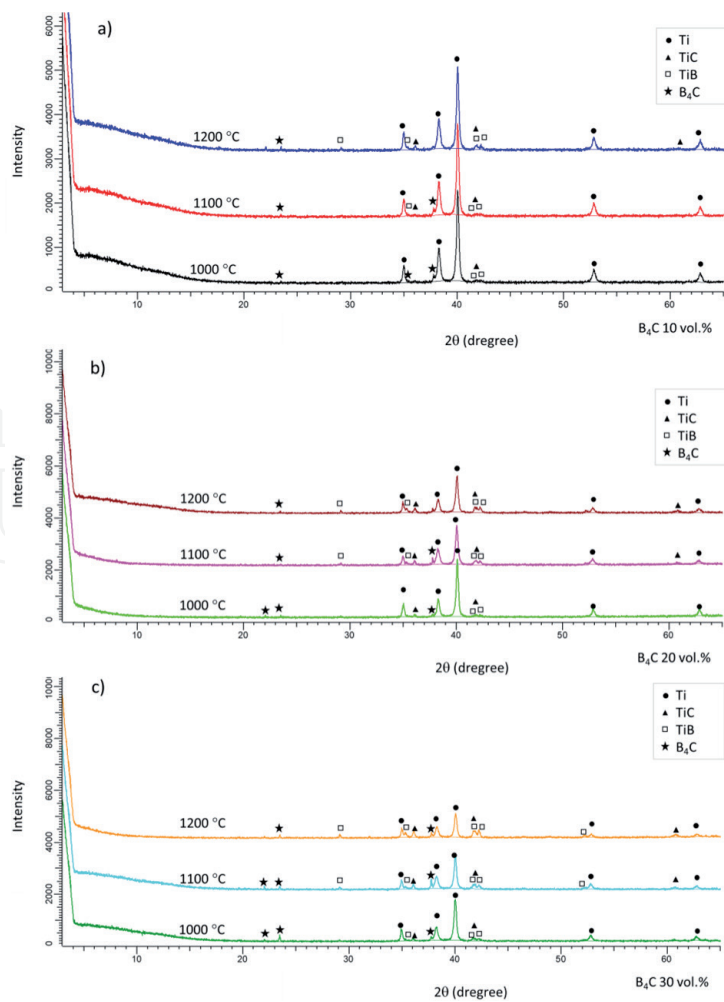 a)
Ti
TiC
TiB
B₄C
Intensity
6000
5000
4000
3000
2000
1000
0
1200 °C
1100 °C
1000 °C
10
20
30
40
50
60
2θ (dregree)
B₄C 10 vol.%
b)
Ti
TiC
TiB
B₄C
Intensity
10000
8000
6000
4000
2000
0
1200 °C
1100 °C
1000 °C
10
20
30
40
50
60
2θ (dregree)
B₄C 20 vol.%
c)
Ti
TiC
TiB
B₄C
Intensity
1000
8000
6000
4000
2000
0
1200 °C
1100 °C
1000 °C
10
20
30
40
50
60
2θ (dregree)
B₄C 30 vol.%